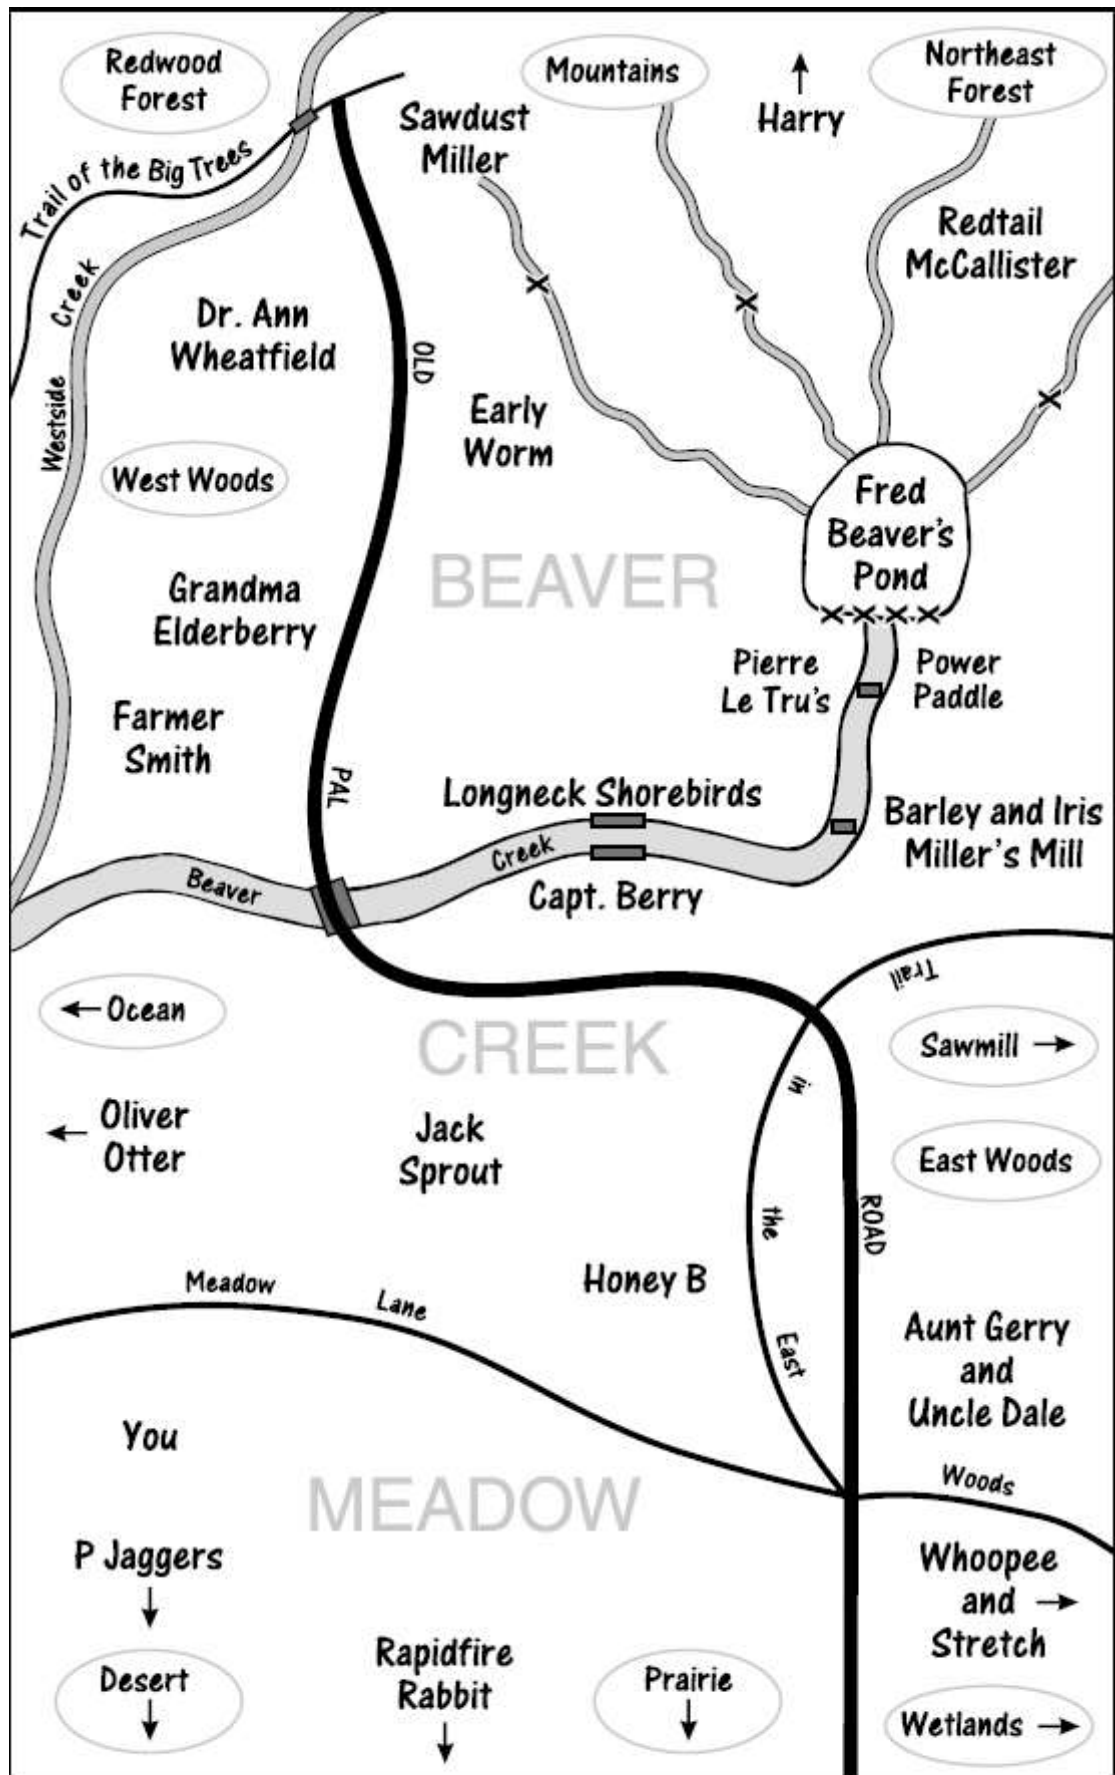 Redwood
Forest
Mountains
Northeast
Forest
Harry
Sawdust
Miller
Trail of the Big Trees
Redtail
McCallister
Westside Creek
Dr. Ann
Wheatfield
OLD PAL ROAD
Early
Worm
West Woods
Fred
Beaver's
Pond
BEAVER
Grandma
Elderberry
Pierre
Le Tru's
Power
Paddle
Farmer
Smith
Longneck Shorebirds
Barley and Iris
Miller's Mill
Beaver Creek
Capt. Berry
Trail in the East Woods
Ocean
CREEK
Sawmill
Oliver
Otter
Jack
Sprout
East Woods
Honey B
Meadow Lane
Aunt Gerry
and
Uncle Dale
You
MEADOW
P Jaggers
Whoopee
and
Stretch
Desert
Rapidfire
Rabbit
Prairie
Wetlands